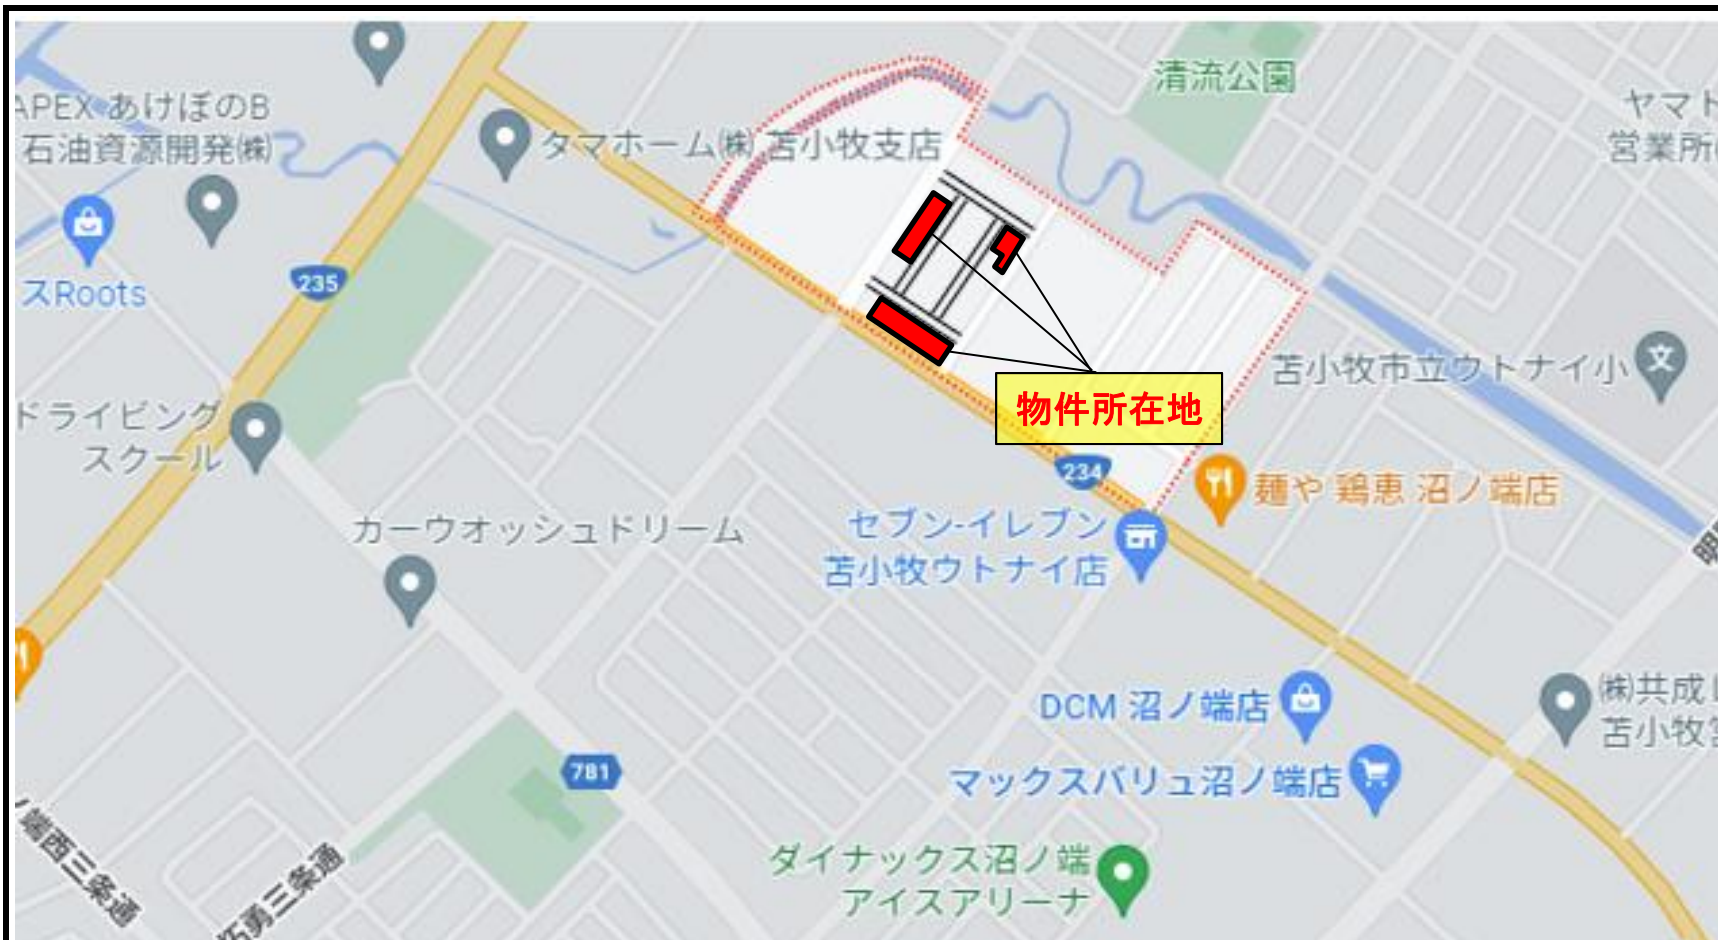 清流公園
APEX あけぼのB
石油資源開発㈱
タマホーム㈱ 苫小牧支店
ヤマト
営業所
スRoots
235
苫小牧市立ウトナイ小
文
物件所在地
ドライビング
スクール
234
麺や 鶏恵 沼ノ端店
カーウオッシュドリーム
セブン-イレブン
苫小牧ウトナイ店
明
DCM 沼ノ端店
㈱共成
苫小牧
781
マックスバリュ沼ノ端店
ノ端西三条通
拓勇三条通
ダイナックス沼ノ端
アイスアリーナ